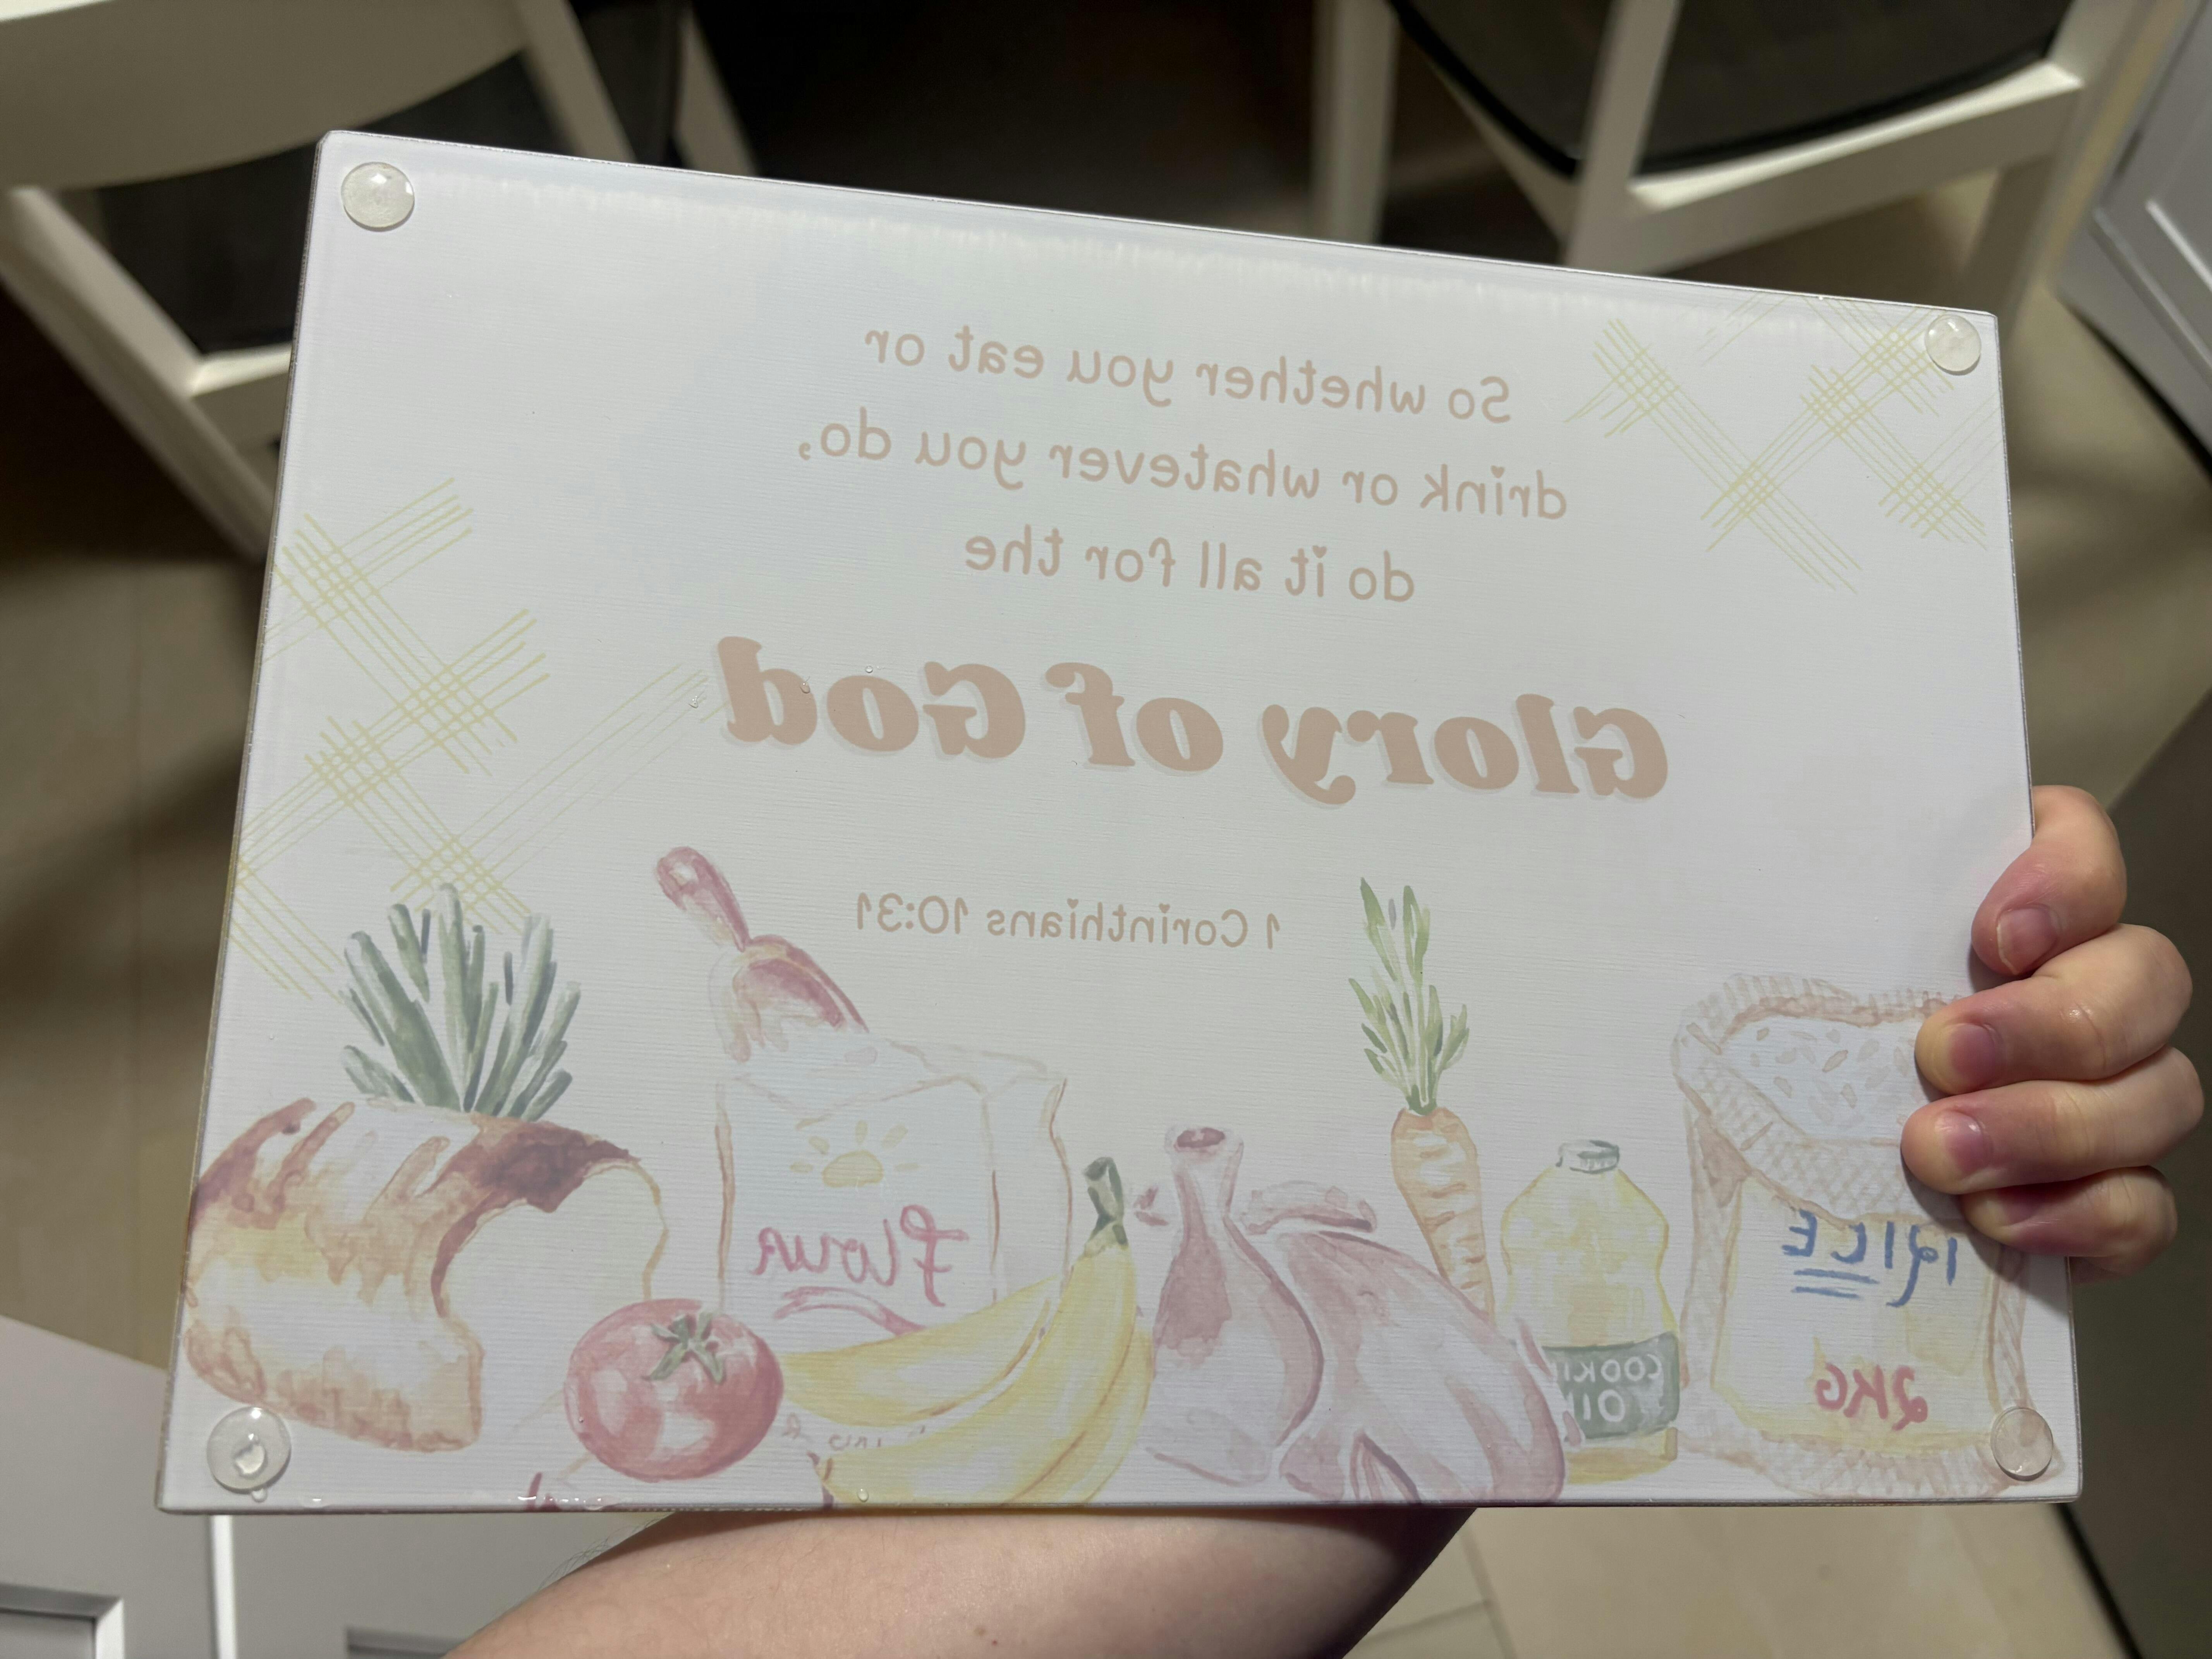 So whether you eat or
drink or whatever you do,
do it all for the
Glory of God
1 Corinthians 10:31
Flour
COOKI
OIL
RICE
2KG